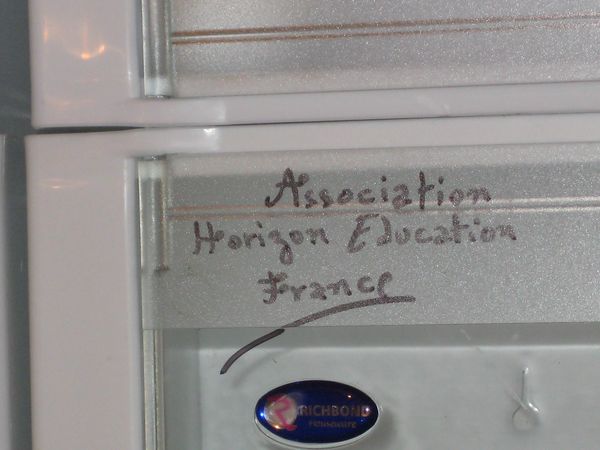 Association
Horizon Education
France
RICHBOND